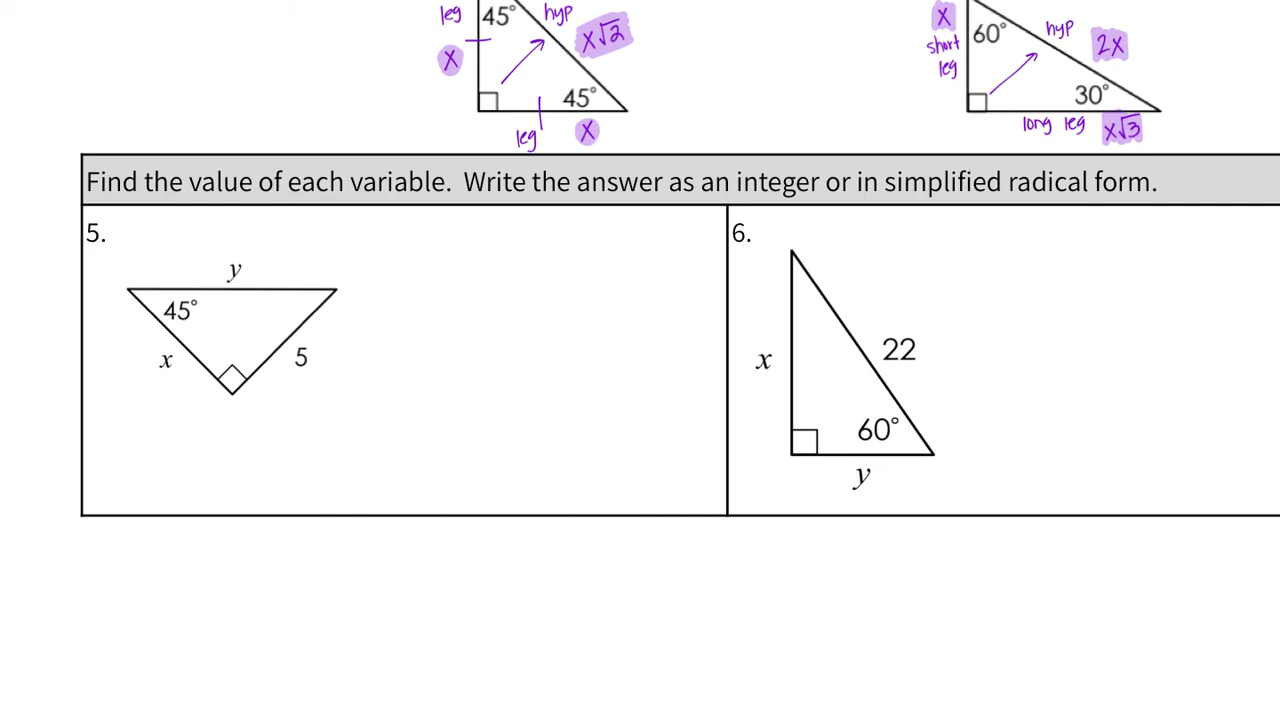 leg 45° hyp x√2
x
45°
leg x
x 60° hyp 2x
short
leg
30°
long leg x√3
Find the value of each variable. Write the answer as an integer or in simplified radical form.
5.
y
45°
x 5
6.
x 22
60°
y